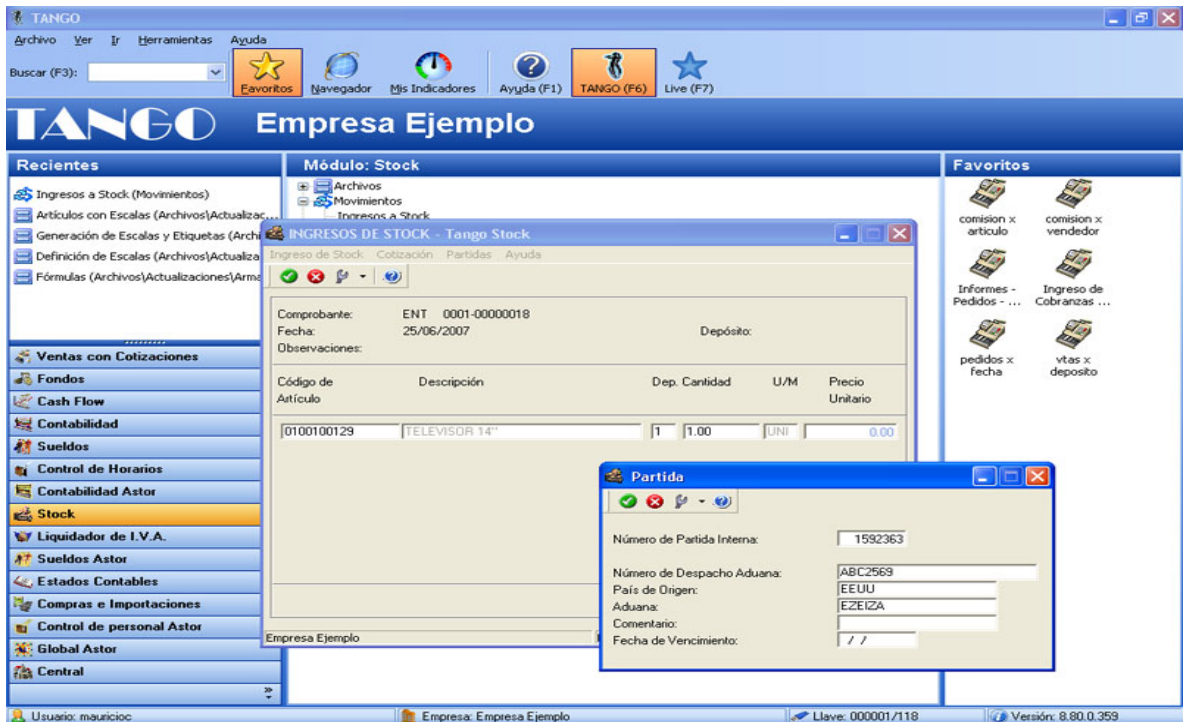 TANGO
Archivo Ver Ir Herramientas Ayuda
Buscar (F3):
Favoritos Navegador Mis Indicadores Ayuda (F1) TANGO (F6) Live (F7)
TANGO Empresa Ejemplo
Recientes
Ingresos a Stock (Movimientos)
Artículos con Escalas (Archivos\Actualizac...
Generación de Escalas y Etiquetas (Archi
Definición de Escalas (Archivos\Actualiza
Fórmulas (Archivos\Actualizaciones\Arma
Ventas con Cotizaciones
Fondos
Cash Flow
Contabilidad
Sueldos
Control de Horarios
Contabilidad Astor
Stock
Liquidador de I.V.A.
Sueldos Astor
Estados Contables
Compras e Importaciones
Control de personal Astor
Global Astor
Central
Módulo: Stock
Archivos
Movimientos
Ingresos a Stock
INGRESOS DE STOCK - Tango Stock
Ingreso de Stock Cotización Partidas Ayuda
Comprobante: ENT 0001-00000018
Fecha: 25/06/2007 Depósito:
Observaciones:
Código de Descripción Dep. Cantidad U/M Precio
Artículo Unitario
0100100129 TELEVISOR 14'' 1 1.00 UNI 0.00
Empresa Ejemplo
Partida
Número de Partida Interna: 1592363
Número de Despacho Aduana: ABC2569
País de Origen: EEUU
Aduana: EZEIZA
Comentario:
Fecha de Vencimiento: / /
Favoritos
comision x articulo
comision x vendedor
Informes - Pedidos - ...
Ingreso de Cobranzas ...
pedidos x fecha
vtas x deposito
Usuario: mauricioc Empresa: Empresa Ejemplo Llave: 000001/118 Versión: 8.80.0.359